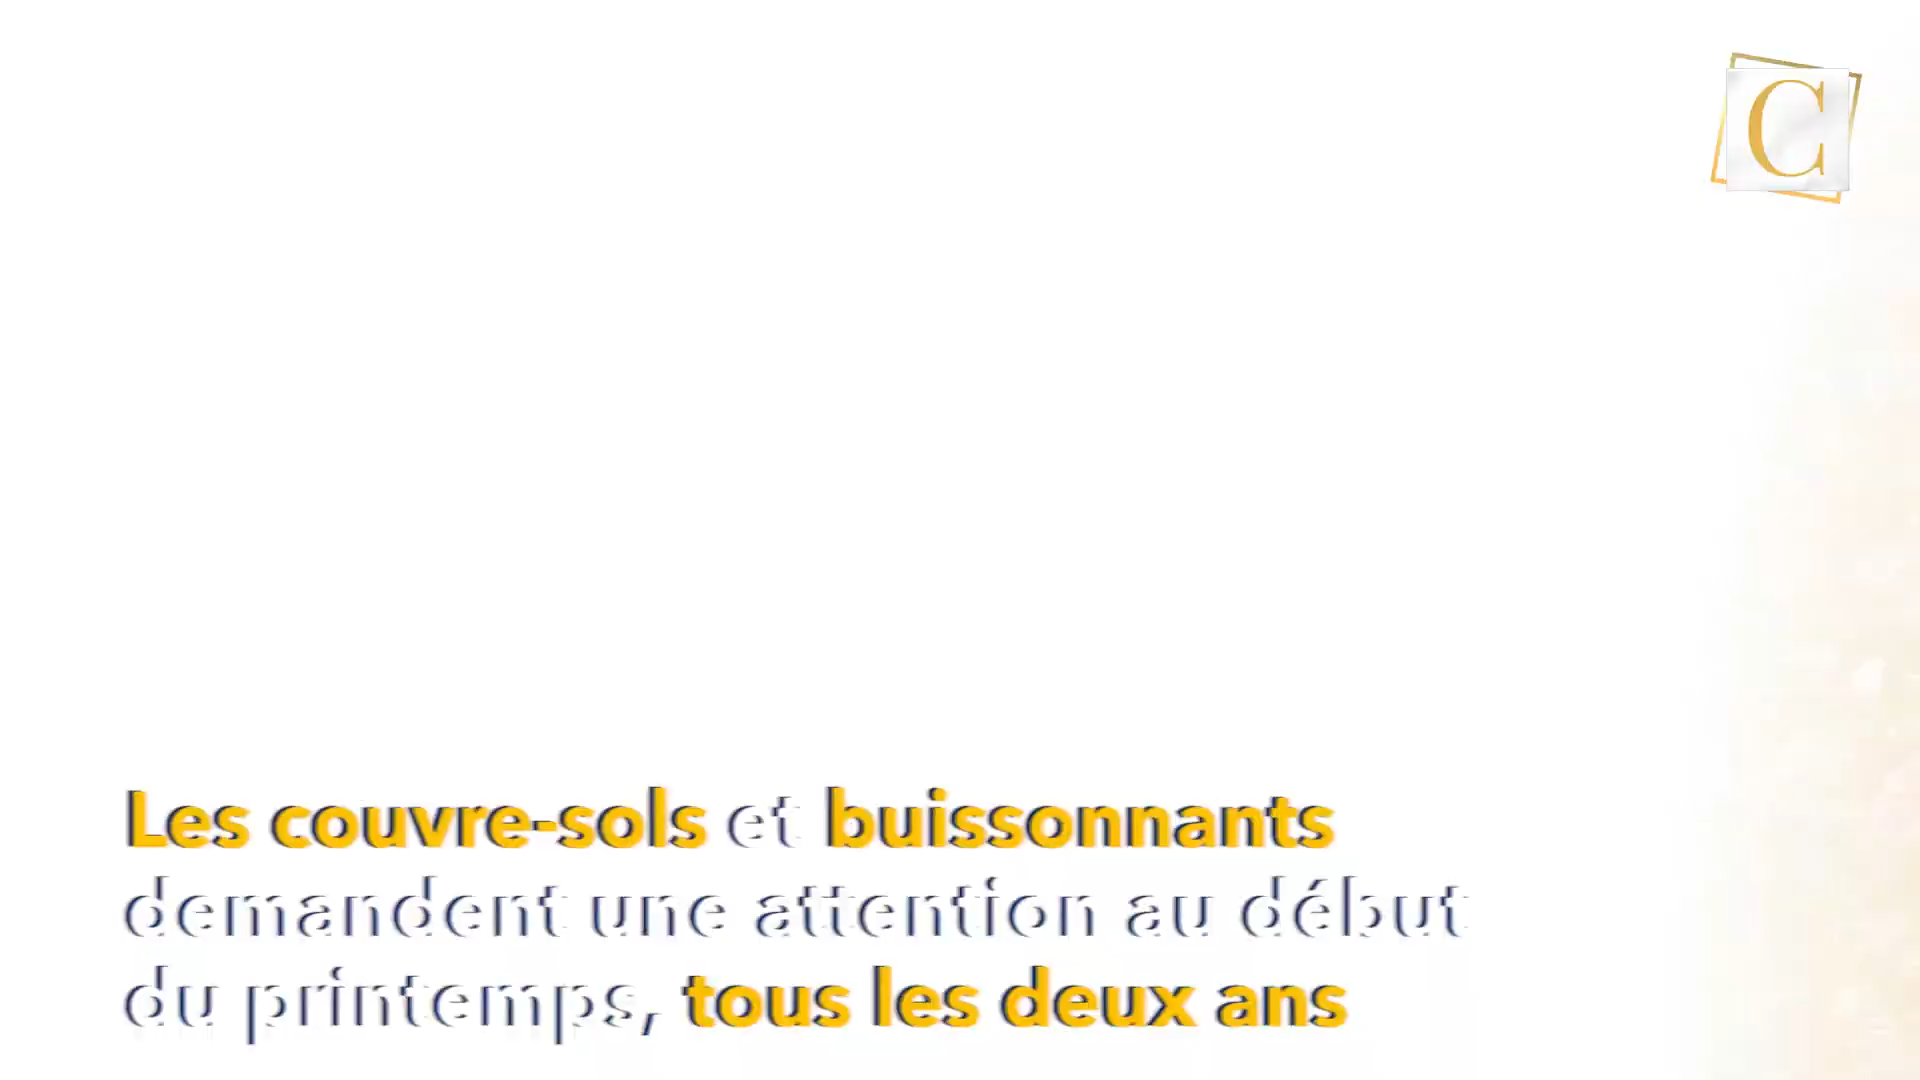 C
Les couvre-sols et buissonnants
demandent une attention au début
du printemps, tous les deux ans